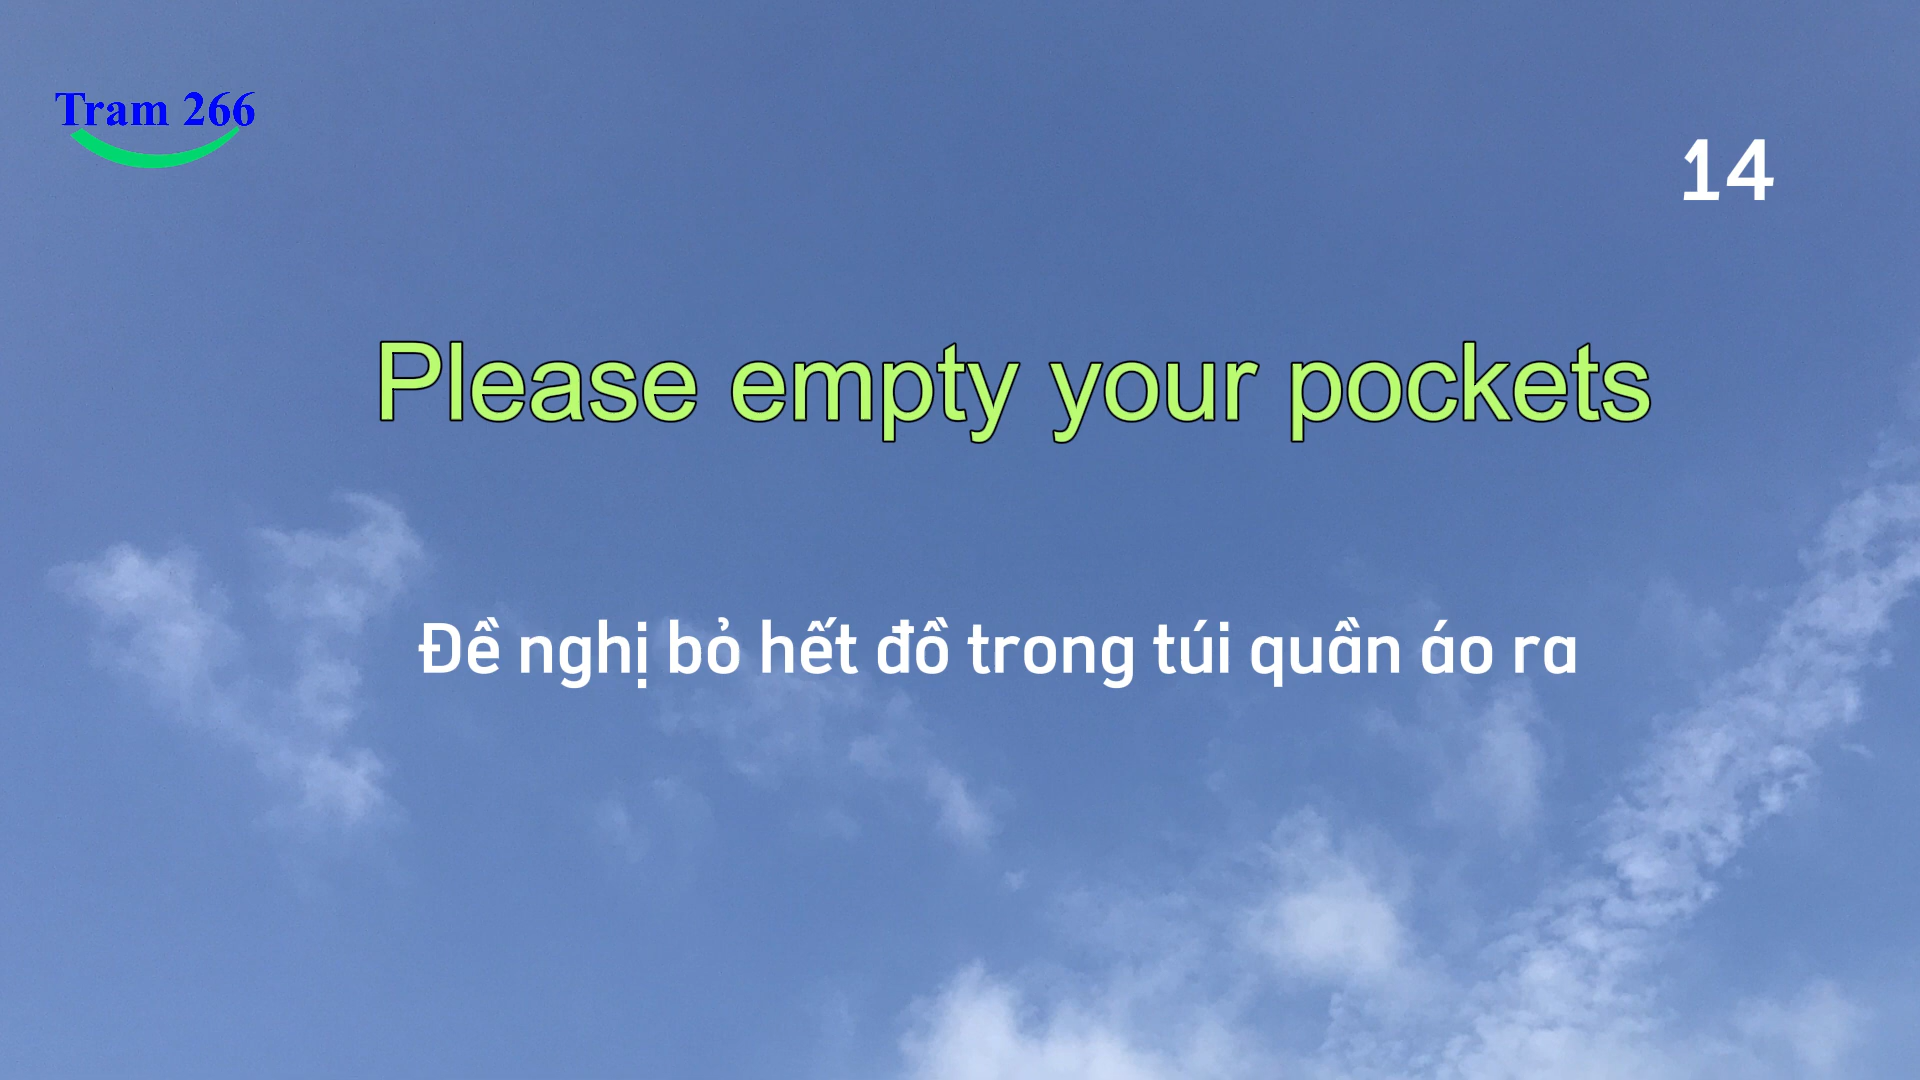 Tram 266
14
Please empty your pockets
Đề nghị bỏ hết đồ trong túi quần áo ra